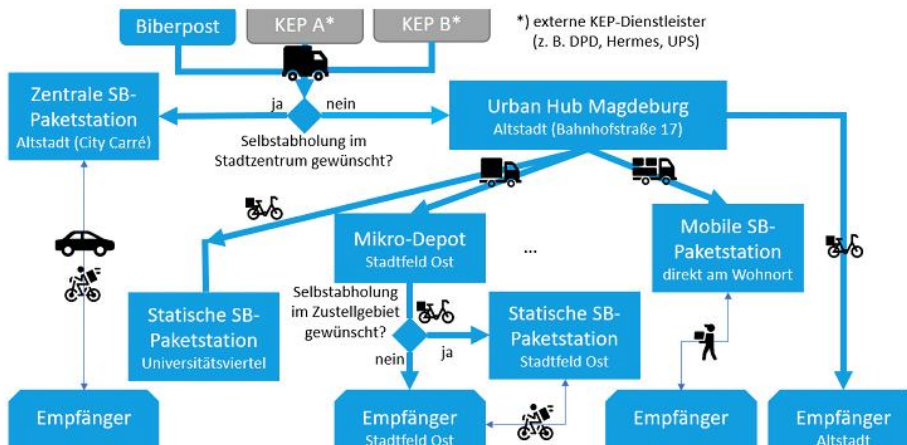 Biberpost
KEP A*
KEP B*
*) externe KEP-Dienstleister
(z. B. DPD, Hermes, UPS)
Zentrale SB-
Paketstation
Altstadt (City Carré)
ja
nein
Selbstabholung im
Stadtzentrum gewünscht?
Urban Hub Magdeburg
Altstadt (Bahnhofstraße 17)
Mikro-Depot
Stadtfeld Ost
...
Mobile SB-
Paketstation
direkt am Wohnort
Statische SB-
Paketstation
Universitätsviertel
Selbstabholung
im Zustellgebiet
gewünscht?
nein
ja
Statische SB-
Paketstation
Stadtfeld Ost
Empfänger
Empfänger
Stadtfeld Ost
Empfänger
Empfänger
Altstadt